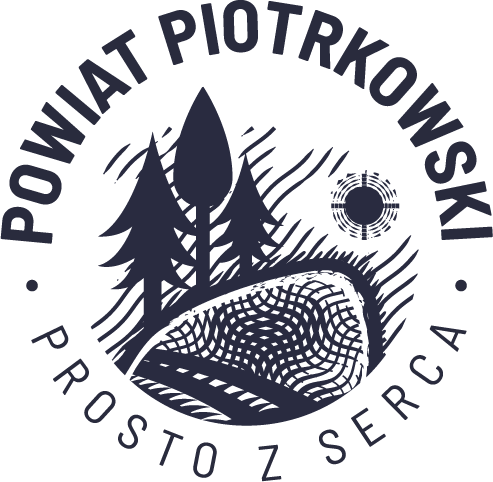 POWIAT PIOTRKOWSKI
• PROSTO Z SERCA •